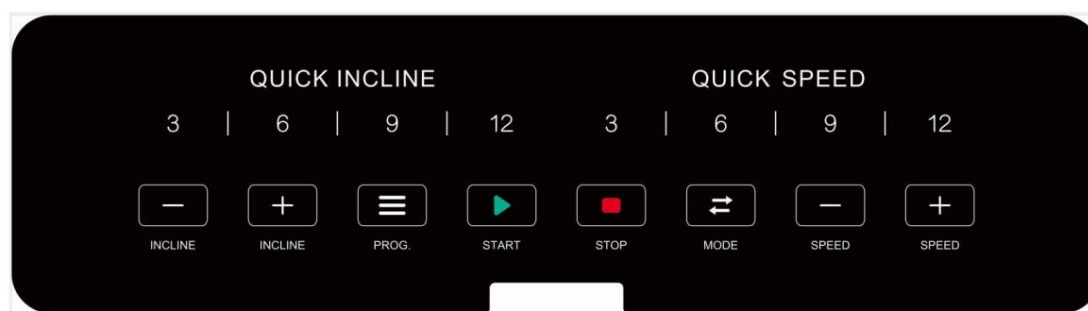 QUICK INCLINE QUICK SPEED
3 | 6 | 9 | 12 3 | 6 | 9 | 12
INCLINE INCLINE PROG. START STOP MODE SPEED SPEED